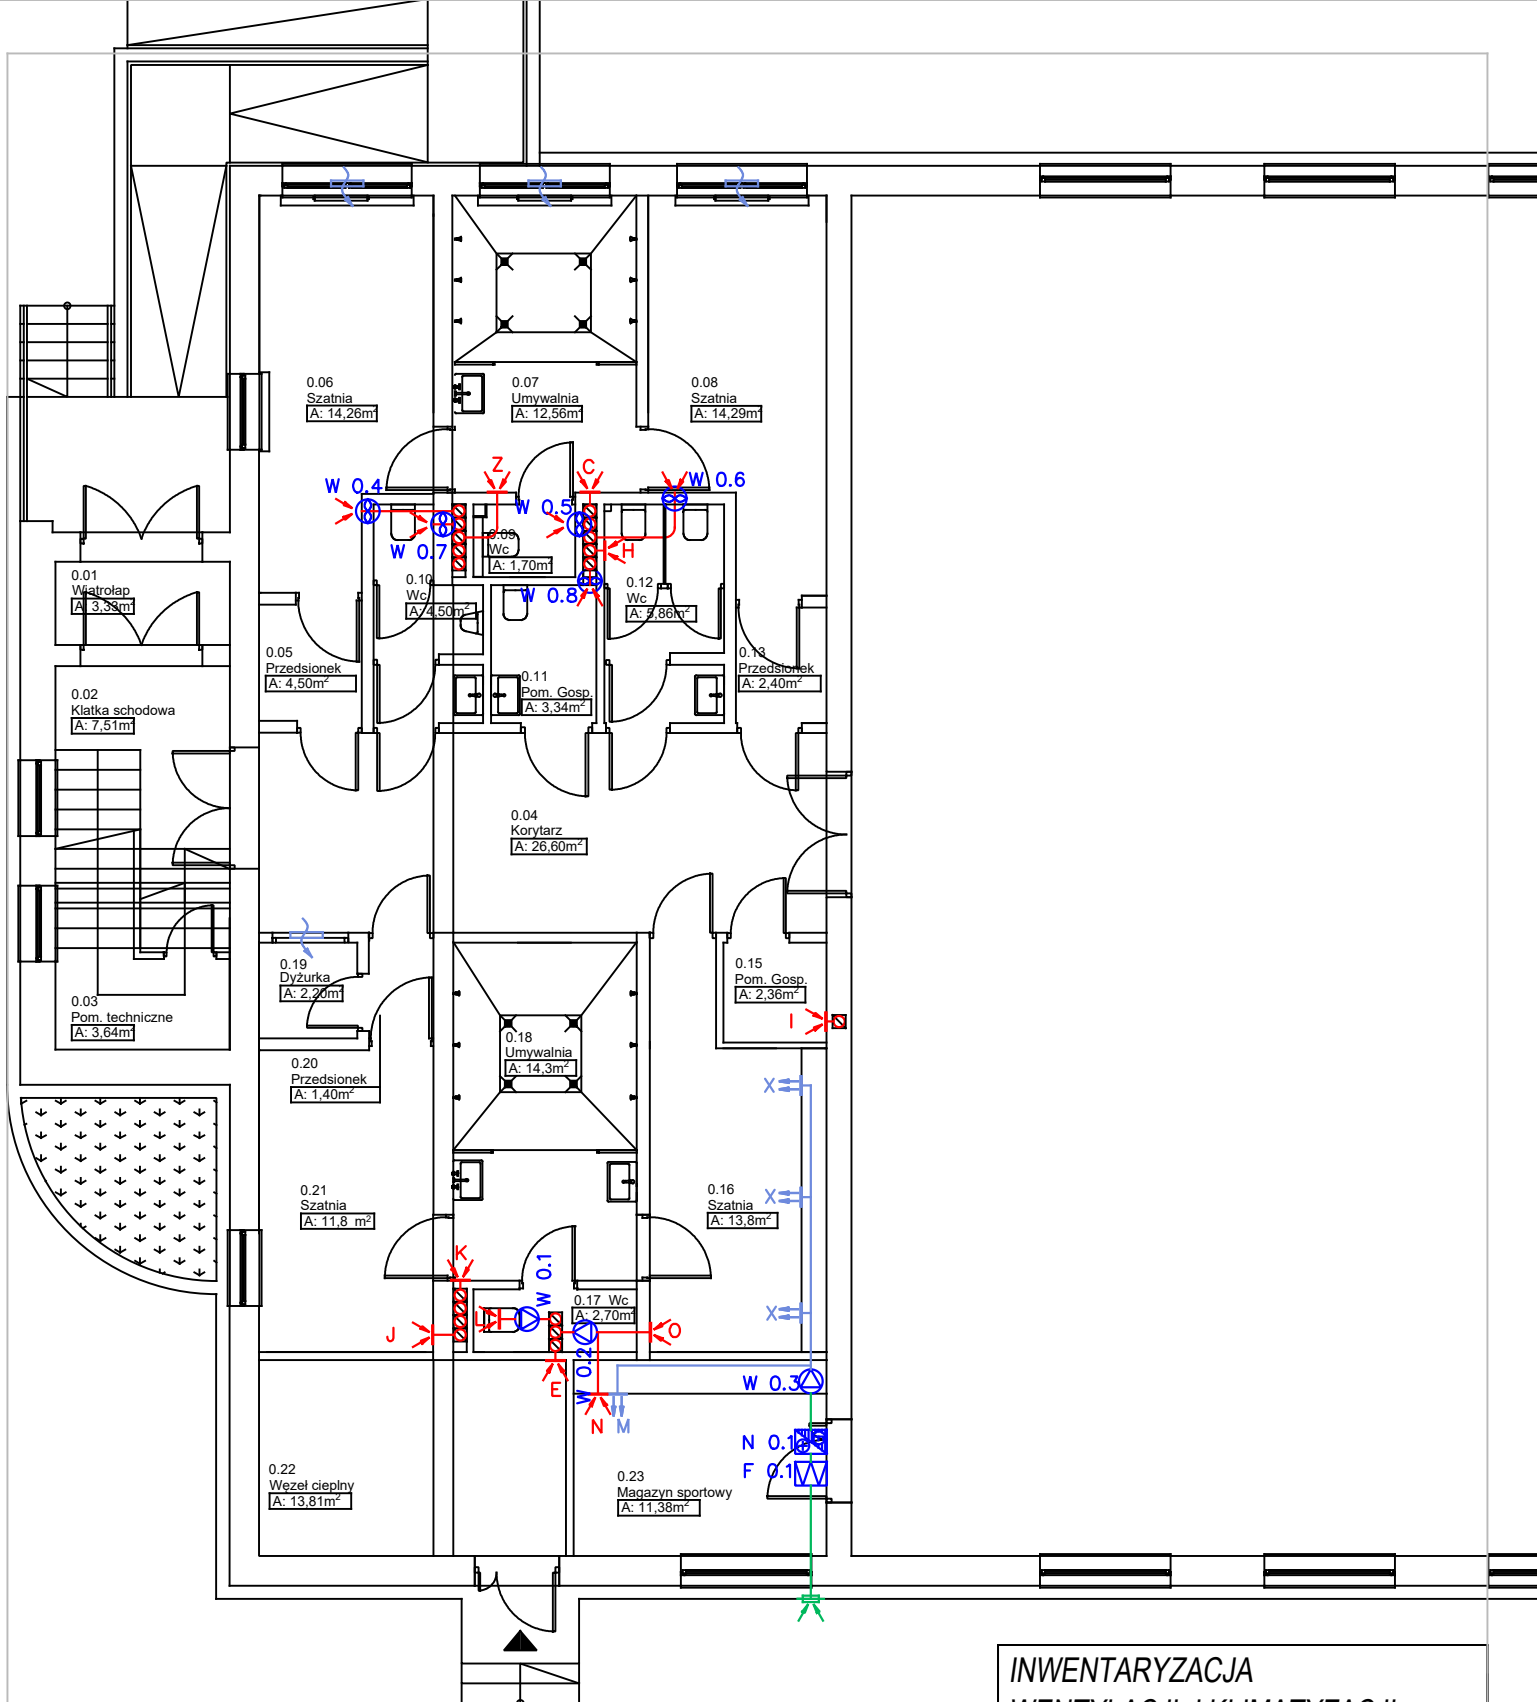 0.06
Szatnia
A: 14,26m²
0.07
Umywalnia
A: 12,56m²
0.08
Szatnia
A: 14,29m²
Z
C
W 0.6
W 0.4
W 0.5
W 0.7
0.09
Wc
A: 1,70m²
H
W 0.8
0.10
Wc
A: 4,50m²
0.12
Wc
A: 5,86m²
0.01
Wiatrołap
A: 3,33m²
0.05
Przedsionek
A: 4,50m²
0.13
Przedsionek
A: 2,40m²
0.11
Pom. Gosp.
A: 3,34m²
0.02
Klatka schodowa
A: 7,51m²
0.04
Korytarz
A: 26,60m²
0.19
Dyżurka
A: 2,20m²
0.15
Pom. Gosp.
A: 2,36m²
0.03
Pom. techniczne
A: 3,64m²
I
0.18
Umywalnia
A: 14,3m²
0.20
Przedsionek
A: 1,40m²
X
0.21
Szatnia
A: 11,8 m²
0.16
Szatnia
A: 13,8m²
X
K
W 0.1
0.17 Wc
A: 2,70m²
X
J
L
O
W 0.2
E
W 0.3
N
M
N 0.1
F 0.1
0.22
Węzeł cieplny
A: 13,81m²
0.23
Magazyn sportowy
A: 11,38m²
INWENTARYZACJA
WENTYLACJI I KLIMATYZACJI